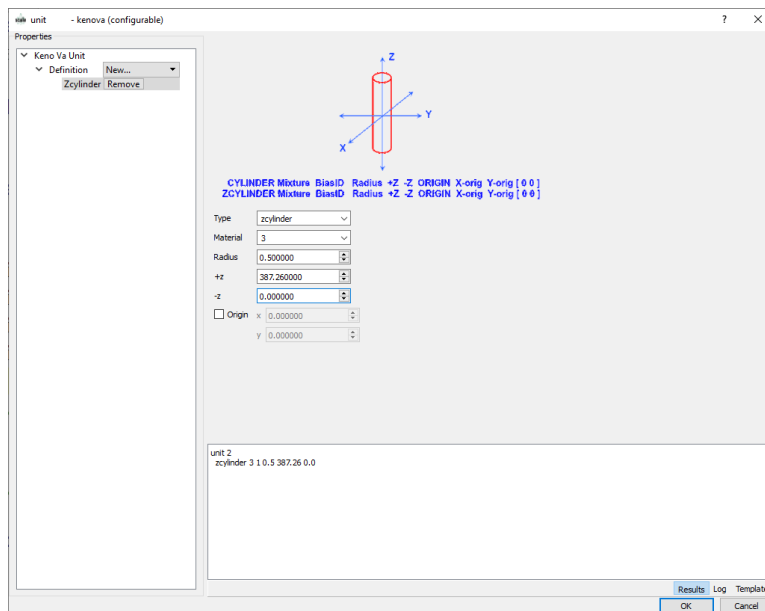 unit - kenova (configurable)
?
Properties
Keno Va Unit
Definition New...
Zcylinder Remove
Z
Y
X
CYLINDER Mixture BiasID Radius +Z -Z ORIGIN X-orig Y-orig [ 0 0 ]
ZCYLINDER Mixture BiasID Radius +Z -Z ORIGIN X-orig Y-orig [ 0 0 ]
Type zcylinder
Material 3
Radius 0.500000
+z 387.260000
-z 0.000000
Origin x 0.000000
y 0.000000
unit 2
zcylinder 3 1 0.5 387.26 0.0
Results Log Template
OK Cancel